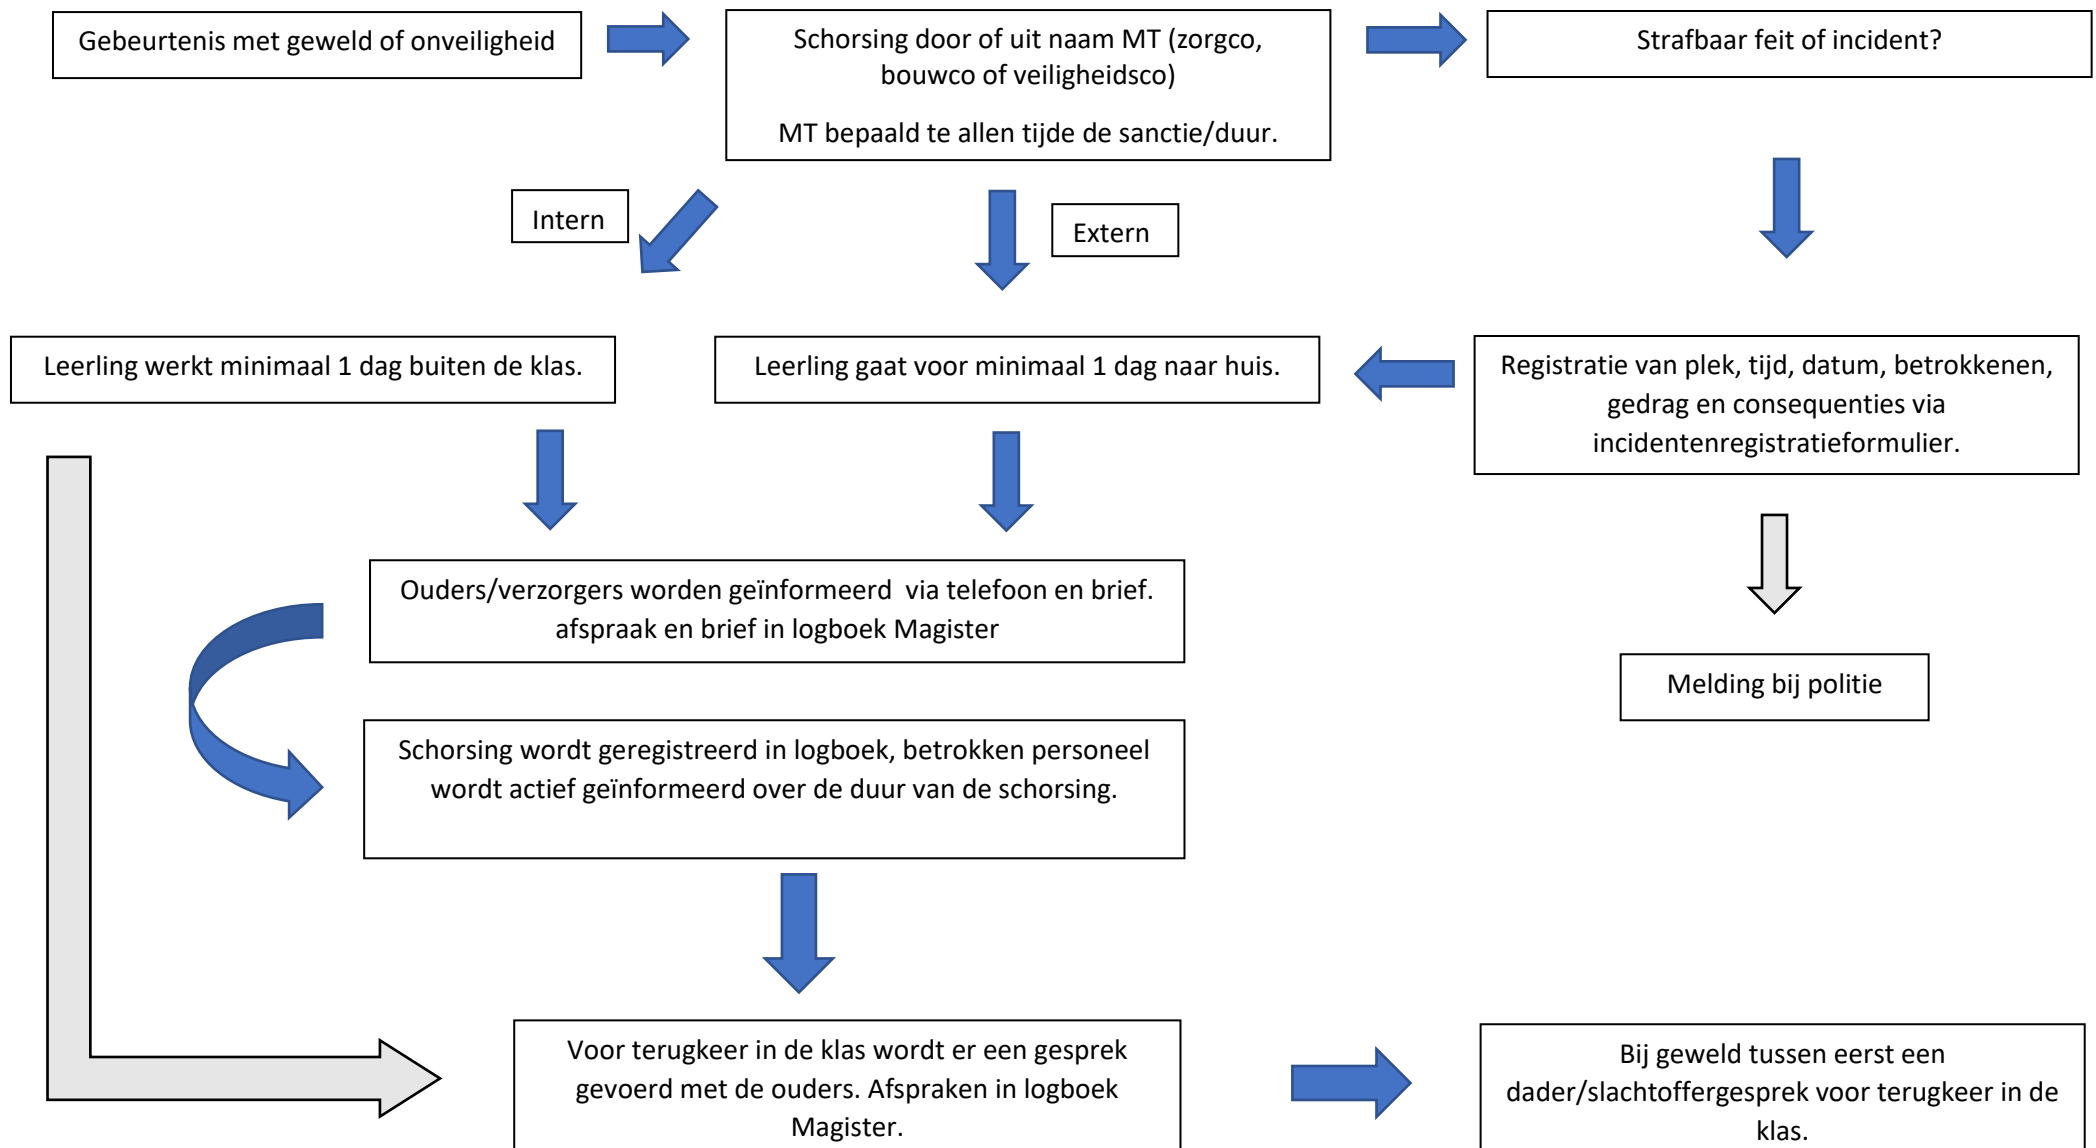 Gebeurtenis met geweld of onveiligheid
Schorsing door of uit naam MT (zorgco,
bouwco of veiligheidsco)
MT bepaald te allen tijde de sanctie/duur.
Strafbaar feit of incident?
Intern
Extern
Leerling werkt minimaal 1 dag buiten de klas.
Leerling gaat voor minimaal 1 dag naar huis.
Registratie van plek, tijd, datum, betrokkenen,
gedrag en consequenties via
incidentenregistratieformulier.
Ouders/verzorgers worden geïnformeerd  via telefoon en brief.
afspraak en brief in logboek Magister
Melding bij politie
Schorsing wordt geregistreerd in logboek, betrokken personeel
wordt actief geïnformeerd over de duur van de schorsing.
Voor terugkeer in de klas wordt er een gesprek
gevoerd met de ouders. Afspraken in logboek
Magister.
Bij geweld tussen eerst een
dader/slachtoffergesprek voor terugkeer in de
klas.